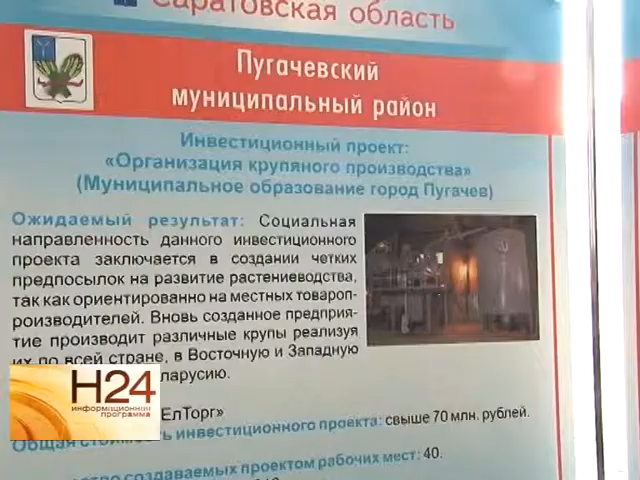 Саратовская область
Пугачевский
муниципальный район
Инвестиционный проект:
«Организация крупяного производства»
(Муниципальное образование город Пугачев)
Ожидаемый результат: Социальная
направленность данного инвестиционного
проекта заключается в создании четких
предпосылок на развитие растениеводства,
так как ориентированно на местных товароп-
роизводителей. Вновь созданное предприя-
тие производит различные крупы реализуя
их по всей стране, в Восточную и Западную
ЕлТорг»
Общая стоимость инвестиционного проекта: свыше 70 млн. рублей.
создаваемых проектом рабочих мест: 40.
Н24
информационная
программа